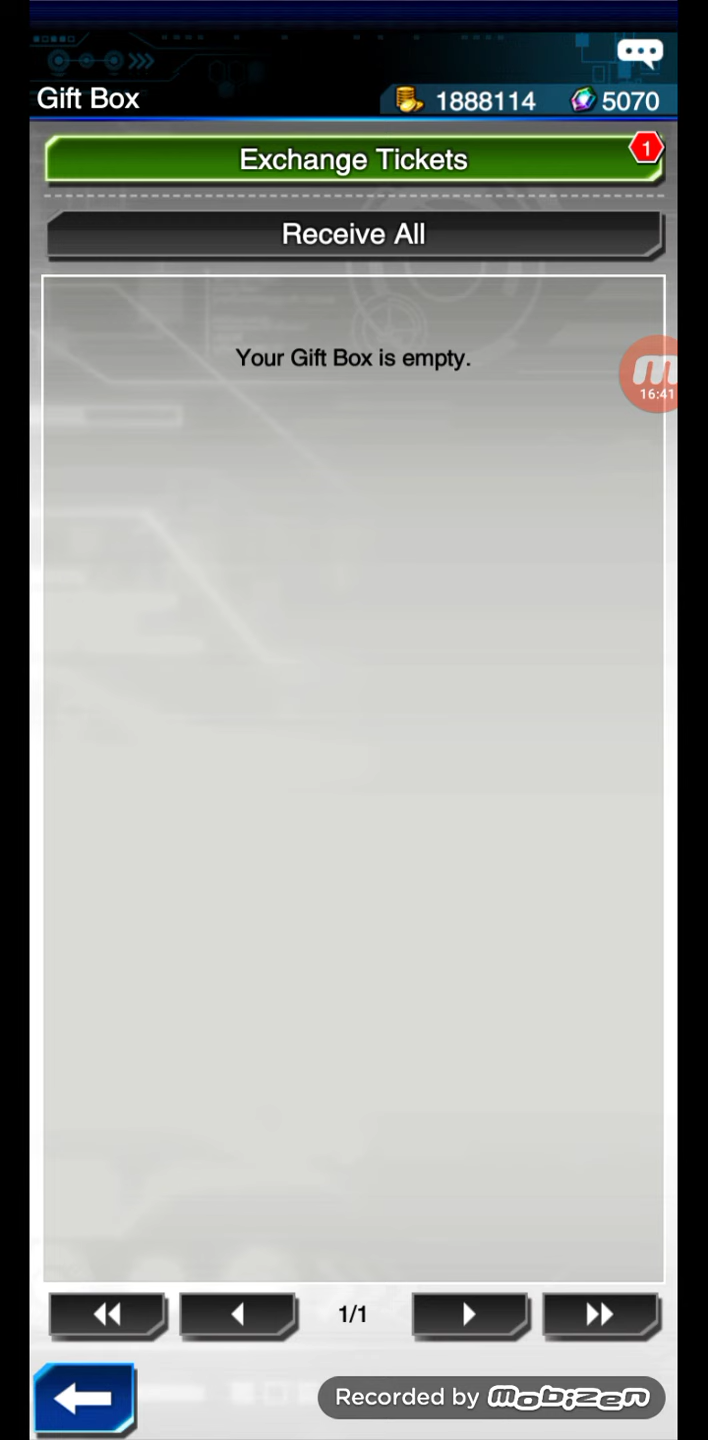 Gift Box
1888114
5070
Exchange Tickets
1
Receive All
Your Gift Box is empty.
16:41
1/1
Recorded by mobizen